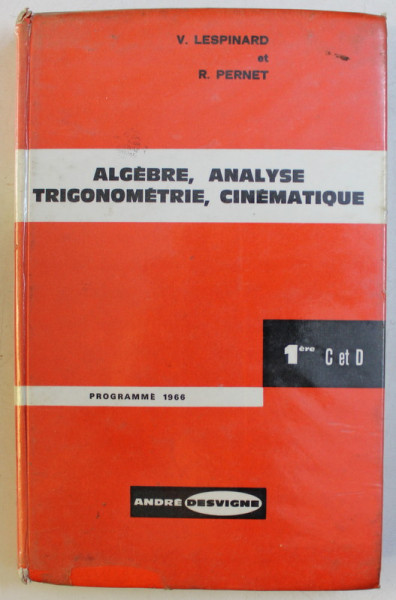 V. LESPINARD
et
R. PERNET
ALGÈBRE, ANALYSE
TRIGONOMÉTRIE, CINÉMATIQUE
1ère C et D
PROGRAMME 1966
ANDRÉ DESVIGNE